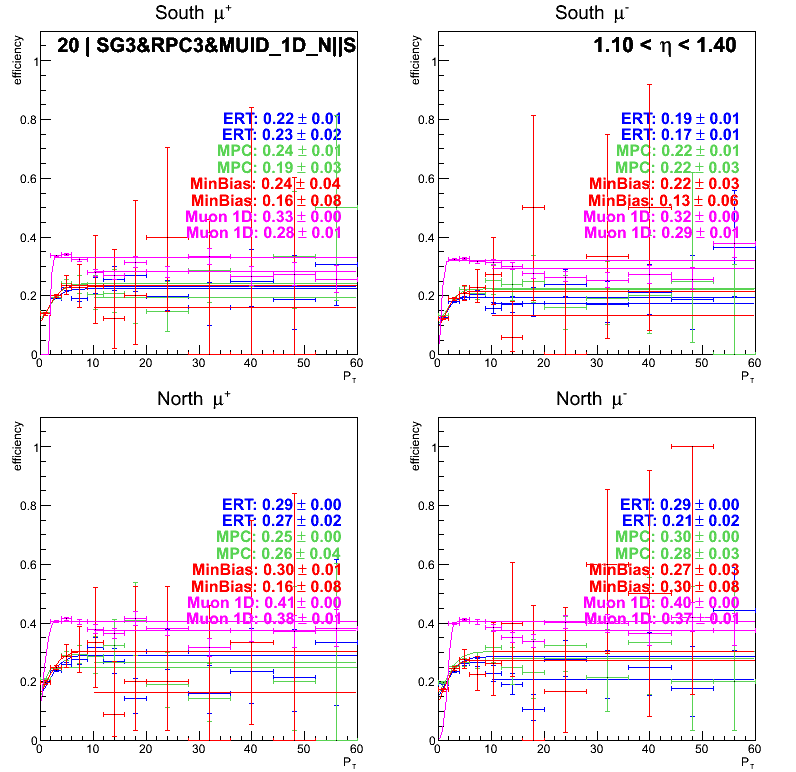 South μ+
efficiency
20 | SG3&RPC3&MUID_1D_N||S
ERT: 0.22 ± 0.01
ERT: 0.23 ± 0.02
MPC: 0.24 ± 0.01
MPC: 0.19 ± 0.03
MinBias: 0.24 ± 0.04
MinBias: 0.16 ± 0.08
Muon 1D: 0.33 ± 0.00
Muon 1D: 0.28 ± 0.01
1
0.8
0.6
0.4
0.2
0
0 10 20 30 40 50 60
PT
South μ-
efficiency
1.10 < η < 1.40
ERT: 0.19 ± 0.01
ERT: 0.17 ± 0.01
MPC: 0.22 ± 0.01
MPC: 0.22 ± 0.03
MinBias: 0.22 ± 0.03
MinBias: 0.13 ± 0.06
Muon 1D: 0.32 ± 0.00
Muon 1D: 0.29 ± 0.01
1
0.8
0.6
0.4
0.2
0
0 10 20 30 40 50 60
PT
North μ+
efficiency
ERT: 0.29 ± 0.00
ERT: 0.27 ± 0.02
MPC: 0.25 ± 0.00
MPC: 0.26 ± 0.04
MinBias: 0.30 ± 0.01
MinBias: 0.16 ± 0.08
Muon 1D: 0.41 ± 0.00
Muon 1D: 0.38 ± 0.01
1
0.8
0.6
0.4
0.2
0
0 10 20 30 40 50 60
PT
North μ-
efficiency
ERT: 0.29 ± 0.00
ERT: 0.21 ± 0.02
MPC: 0.30 ± 0.00
MPC: 0.28 ± 0.03
MinBias: 0.27 ± 0.03
MinBias: 0.30 ± 0.08
Muon 1D: 0.40 ± 0.00
Muon 1D: 0.37 ± 0.01
1
0.8
0.6
0.4
0.2
0
0 10 20 30 40 50 60
PT